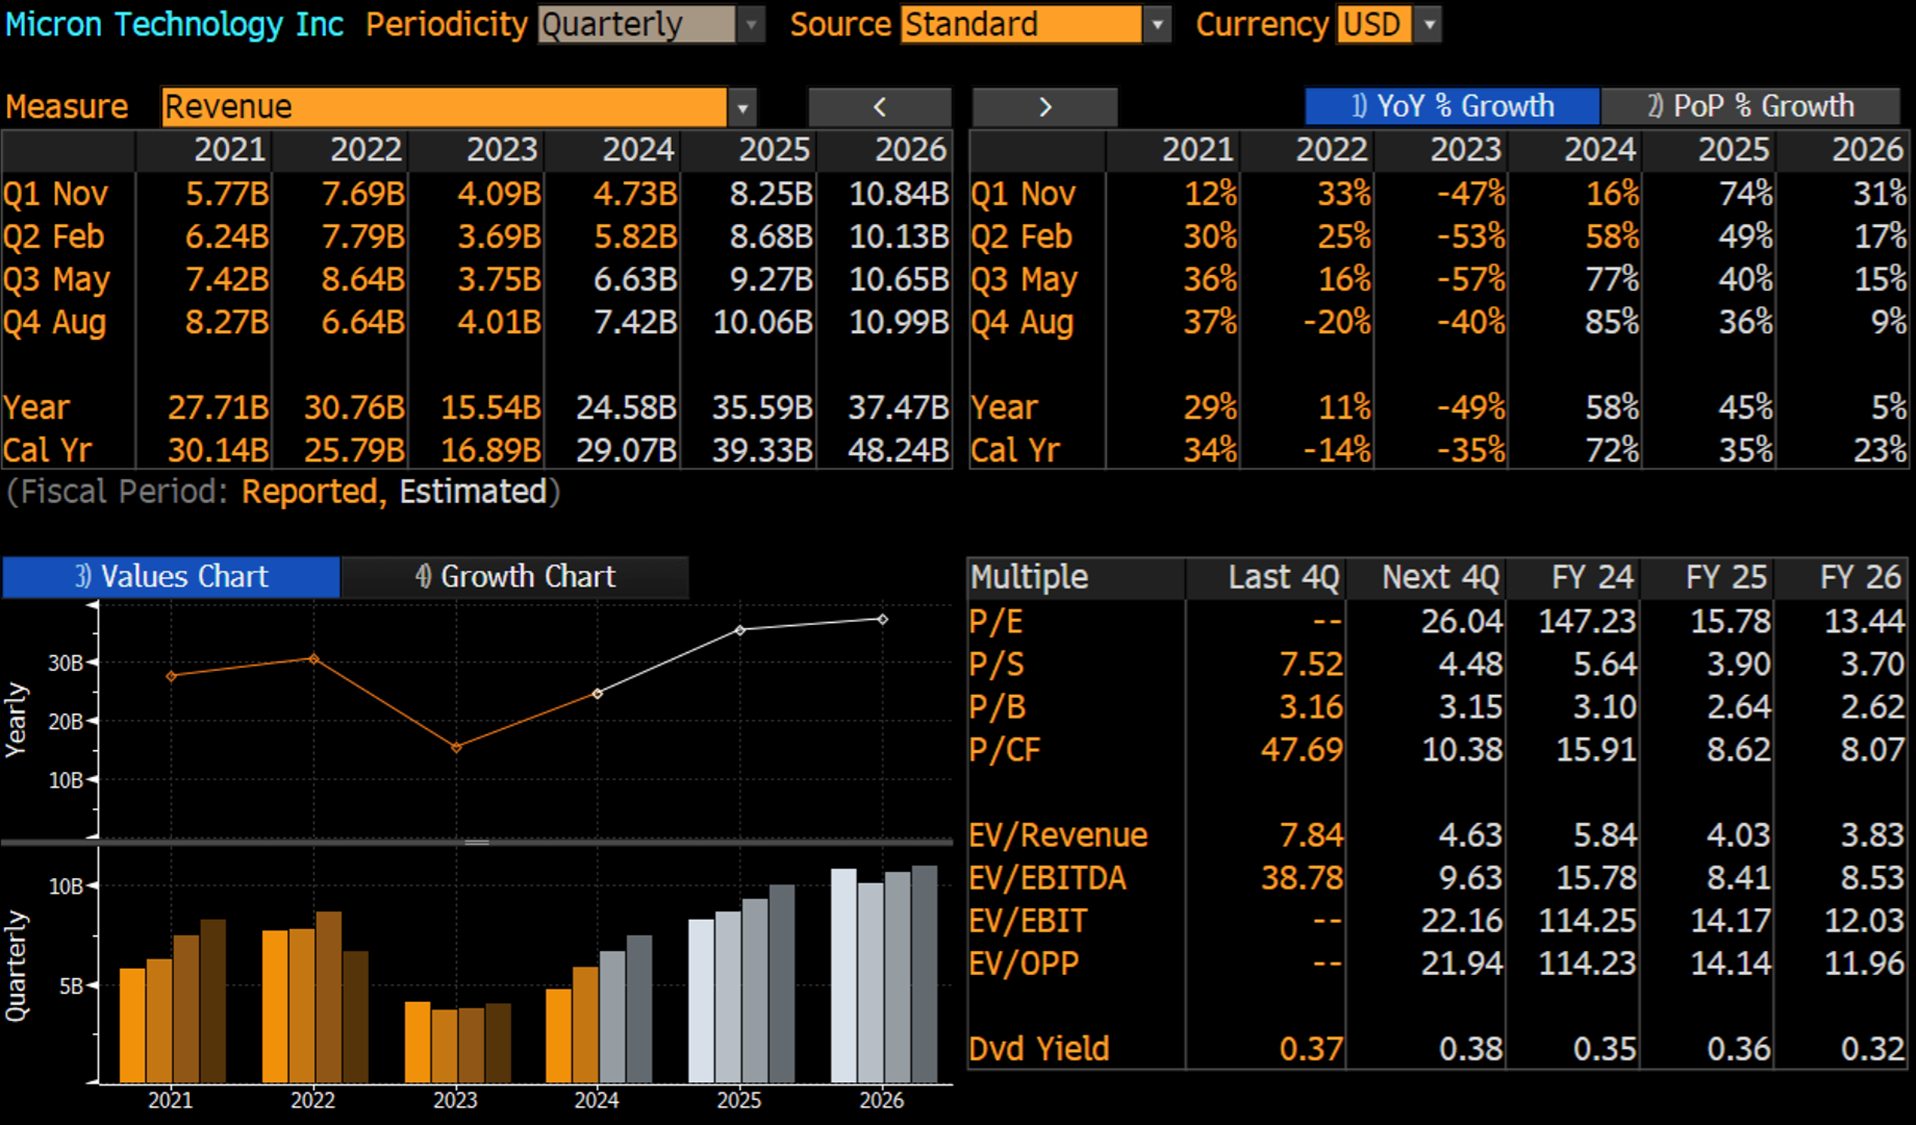 Micron Technology Inc Periodicity Quarterly Source Standard Currency USD
Measure Revenue < > 1) YoY % Growth 2) PoP % Growth
2021 2022 2023 2024 2025 2026 2021 2022 2023 2024 2025 2026
Q1 Nov 5.77B 7.69B 4.09B 4.73B 8.25B 10.84B Q1 Nov 12% 33% -47% 16% 74% 31%
Q2 Feb 6.24B 7.79B 3.69B 5.82B 8.68B 10.13B Q2 Feb 30% 25% -53% 58% 49% 17%
Q3 May 7.42B 8.64B 3.75B 6.63B 9.27B 10.65B Q3 May 36% 16% -57% 77% 40% 15%
Q4 Aug 8.27B 6.64B 4.01B 7.42B 10.06B 10.99B Q4 Aug 37% -20% -40% 85% 36% 9%
Year 27.71B 30.76B 15.54B 24.58B 35.59B 37.47B Year 29% 11% -49% 58% 45% 5%
Cal Yr 30.14B 25.79B 16.89B 29.07B 39.33B 48.24B Cal Yr 34% -14% -35% 72% 35% 23%
(Fiscal Period: Reported, Estimated)
3) Values Chart 4) Growth Chart
Yearly
30B
20B
10B
Quarterly
10B
5B
2021 2022 2023 2024 2025 2026
Multiple Last 4Q Next 4Q FY 24 FY 25 FY 26
P/E -- 26.04 147.23 15.78 13.44
P/S 7.52 4.48 5.64 3.90 3.70
P/B 3.16 3.15 3.10 2.64 2.62
P/CF 47.69 10.38 15.91 8.62 8.07
EV/Revenue 7.84 4.63 5.84 4.03 3.83
EV/EBITDA 38.78 9.63 15.78 8.41 8.53
EV/EBIT -- 22.16 114.25 14.17 12.03
EV/OPP -- 21.94 114.23 14.14 11.96
Dvd Yield 0.37 0.38 0.35 0.36 0.32